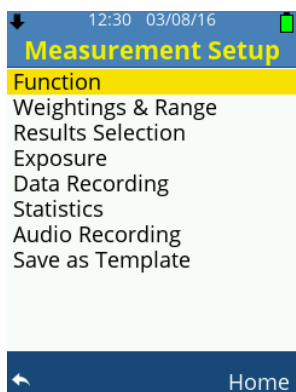 12:30 03/08/16
Measurement Setup
Function
Weightings & Range
Results Selection
Exposure
Data Recording
Statistics
Audio Recording
Save as Template
Home